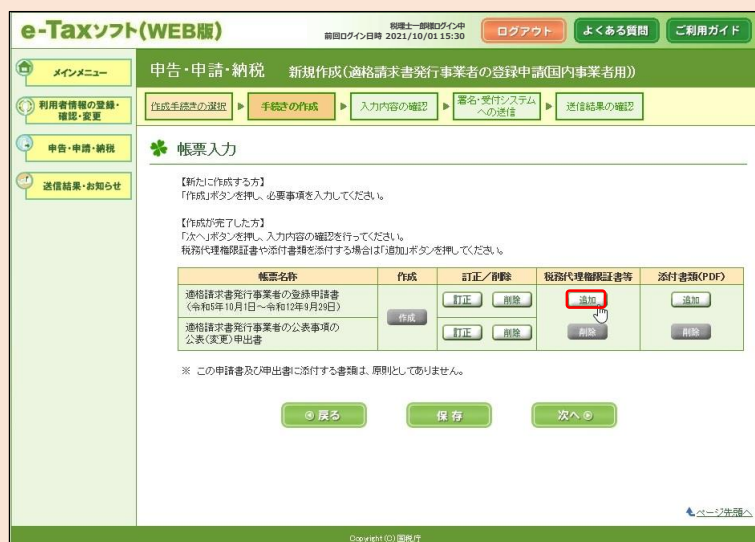 e-Taxソフト(WEB版)
税理士一郎様ログイン中
前回ログイン日時 2021/10/01 15:30
ログアウト
よくある質問
ご利用ガイド
メインメニュー
利用者情報の登録・
確認・変更
申告・申請・納税
送信結果・お知らせ
申告・申請・納税 新規作成(適格請求書発行事業者の登録申請(国内事業者用))
作成手続きの選択
手続きの作成
入力内容の確認
署名・受付システム
への送信
送信結果の確認
帳票入力
【新たに作成する方】
「作成」ボタンを押し、必要事項を入力してください。
【作成が完了した方】
「次へ」ボタンを押し、入力内容の確認を行ってください。
税務代理権限証書や添付書類を添付する場合は「追加」ボタンを押してください。
帳票名称 作成 訂正/削除 税務代理権限証書等 添付書類(PDF)
適格請求書発行事業者の登録申請書
(令和5年10月1日~令和12年9月29日)
作成
訂正 削除 追加 追加
適格請求書発行事業者の公表事項の
公表(変更)申出書
訂正 削除 削除 削除
※ この申請書及び申出書に添付する書類は、原則としてありません。
戻る
保存
次へ
ページ先頭へ
Copyright (C) 国税庁